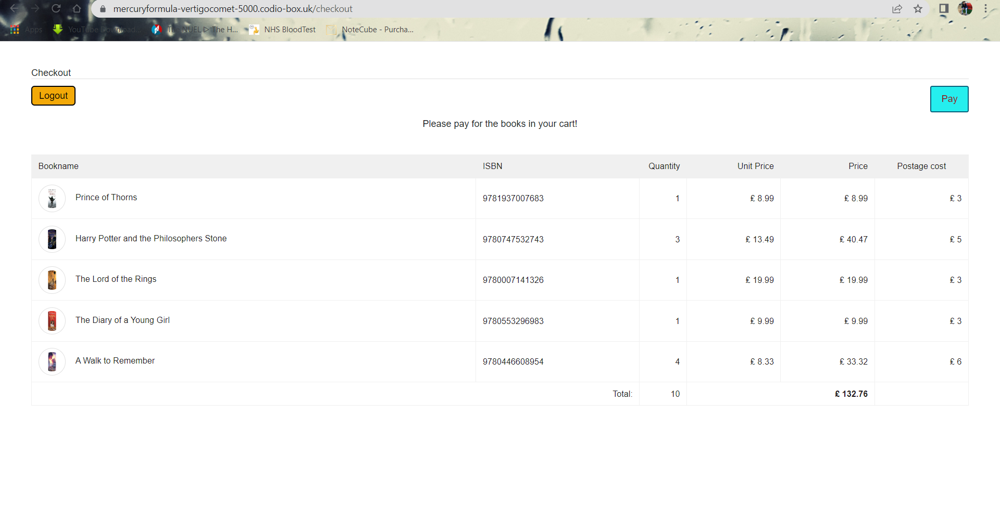 mercuryformula-vertigocomet-5000.codio-box.uk/checkout
Apps YouTube Download... The NUEL ▷ The H... NHS BloodTest NoteCube - Purcha...
Checkout
Logout
Pay
Please pay for the books in your cart!
Bookname ISBN Quantity Unit Price Price Postage cost
Prince of Thorns 9781937007683 1 £ 8.99 £ 8.99 £ 3
Harry Potter and the Philosophers Stone 9780747532743 3 £ 13.49 £ 40.47 £ 5
The Lord of the Rings 9780007141326 1 £ 19.99 £ 19.99 £ 3
The Diary of a Young Girl 9780553296983 1 £ 9.99 £ 9.99 £ 3
A Walk to Remember 9780446608954 4 £ 8.33 £ 33.32 £ 6
Total: 10 £ 132.76